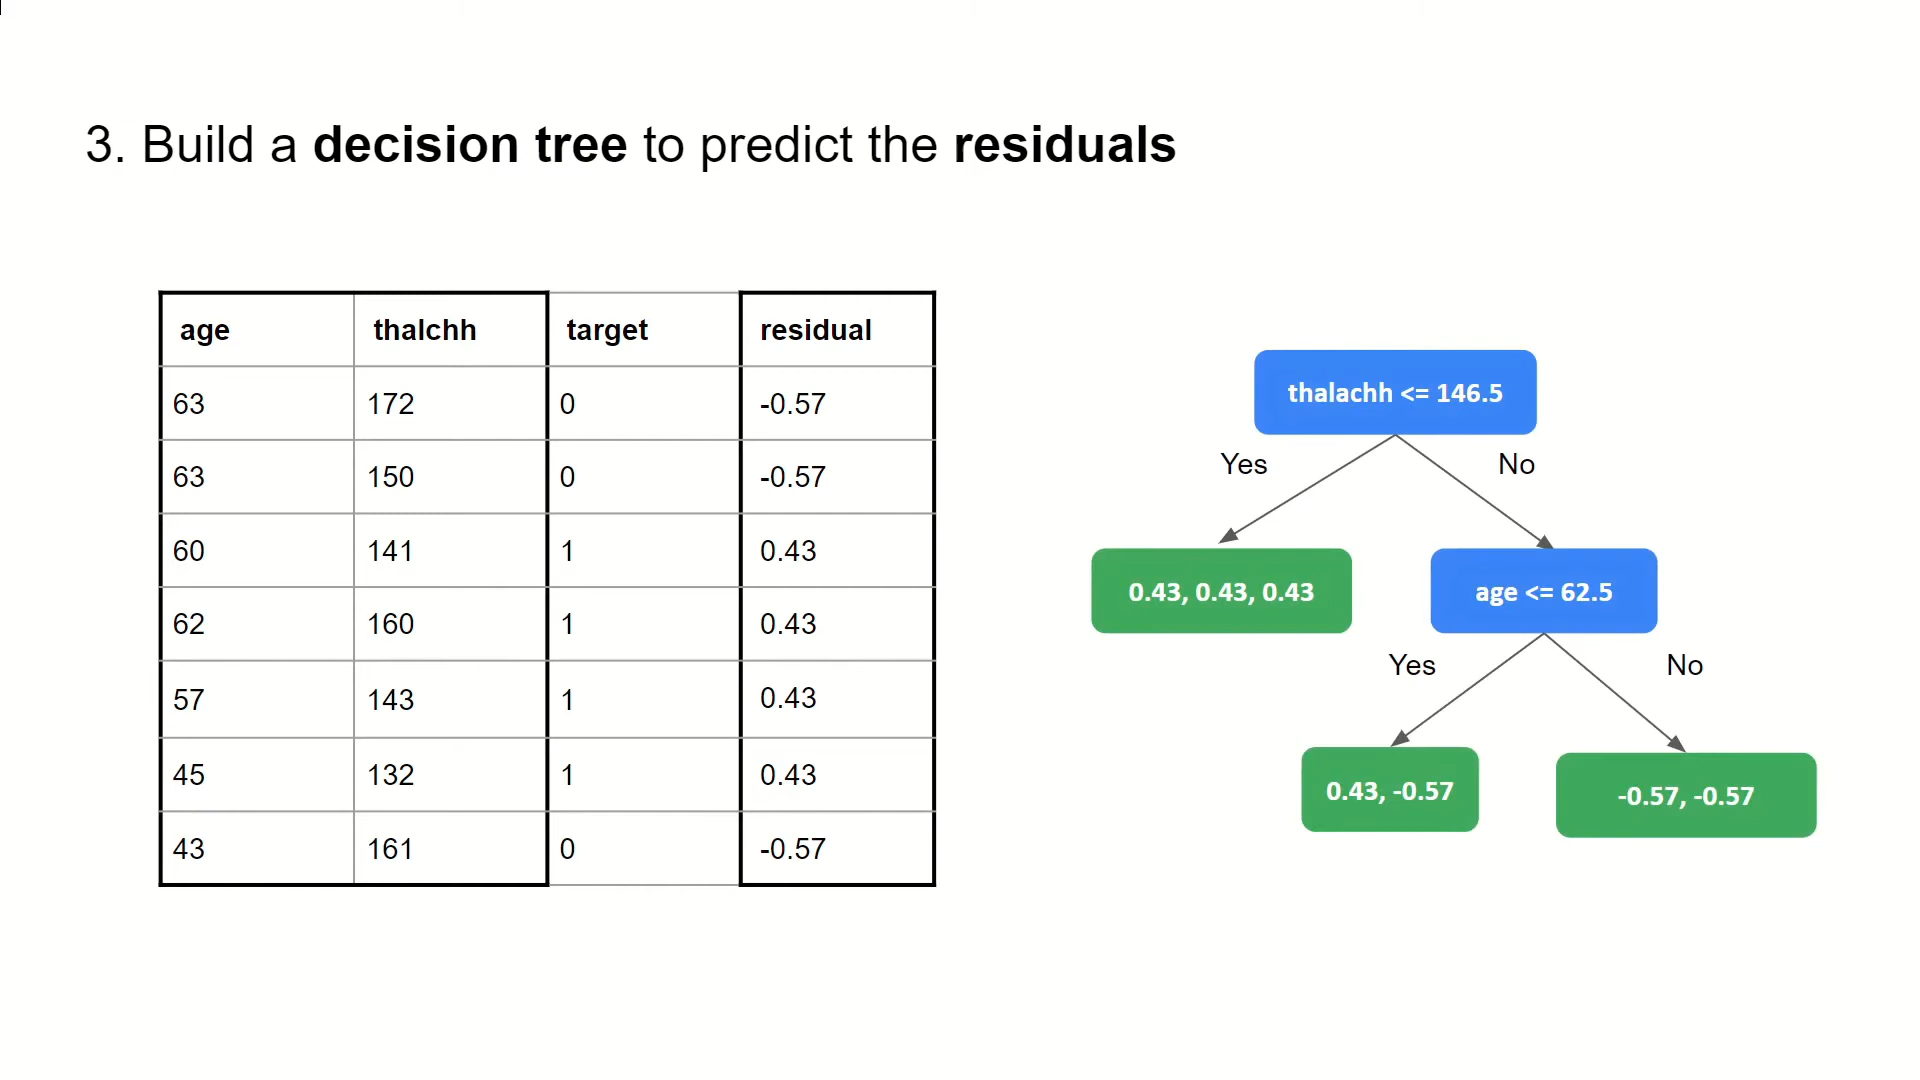 3. Build a decision tree to predict the residuals
age thalchh target residual
63 172 0 -0.57
63 150 0 -0.57
60 141 1 0.43
62 160 1 0.43
57 143 1 0.43
45 132 1 0.43
43 161 0 -0.57
thalachh <= 146.5
Yes No
0.43, 0.43, 0.43 age <= 62.5
Yes No
0.43, -0.57 -0.57, -0.57